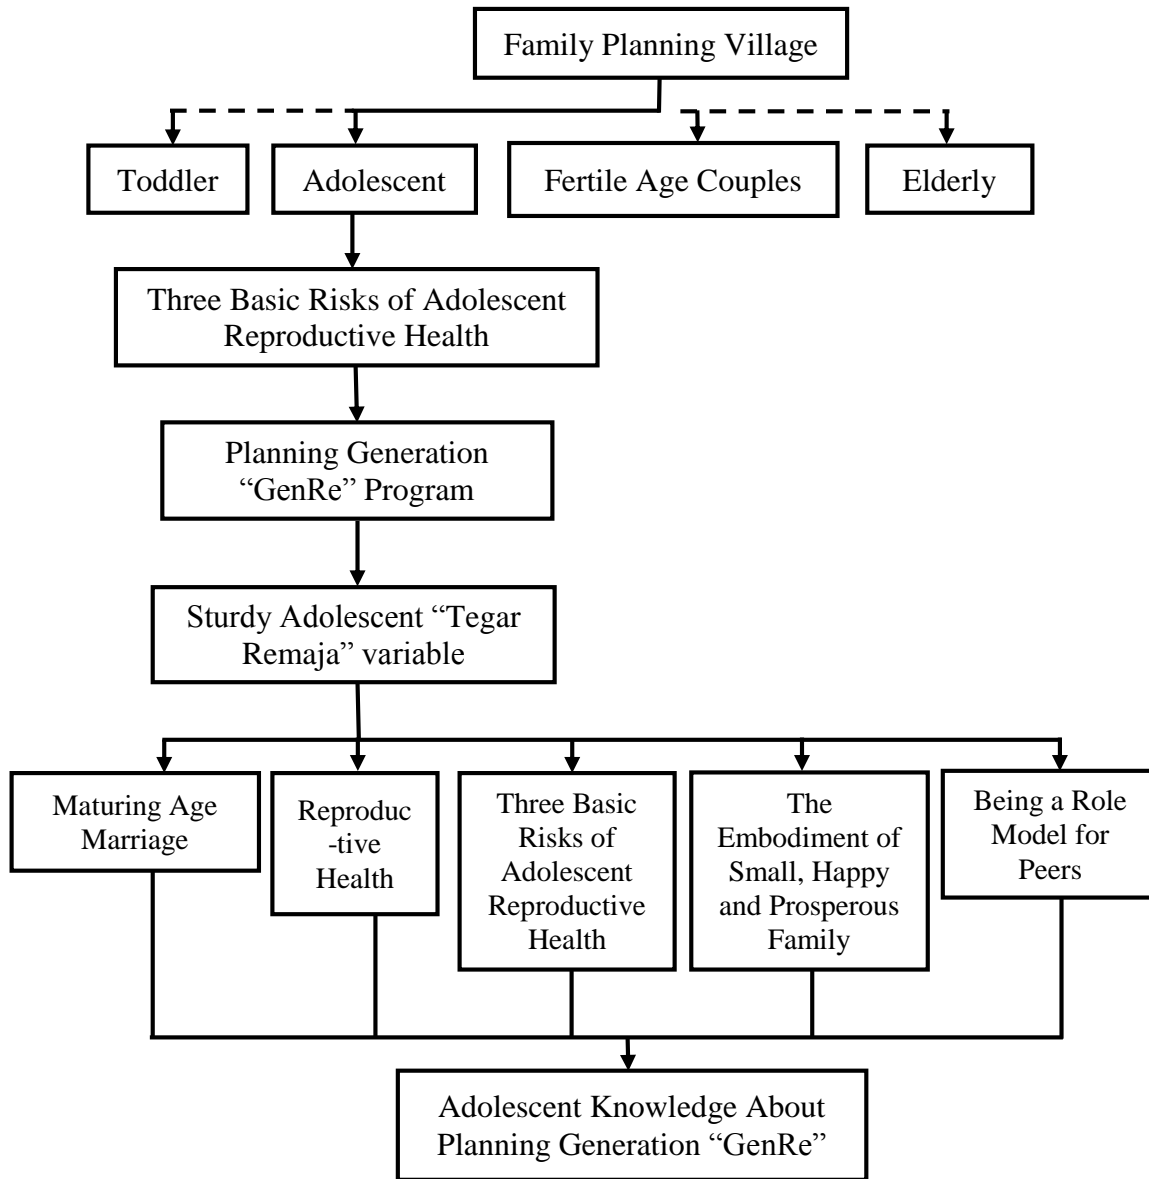 Family Planning Village
Toddler
Adolescent
Fertile Age Couples
Elderly
Three Basic Risks of Adolescent
Reproductive Health
Planning Generation
“GenRe” Program
Sturdy Adolescent “Tegar
Remaja” variable
Maturing Age
Marriage
Reproduc
-tive
Health
Three Basic
Risks of
Adolescent
Reproductive
Health
The
Embodiment of
Small, Happy
and Prosperous
Family
Being a Role
Model for
Peers
Adolescent Knowledge About
Planning Generation “GenRe”